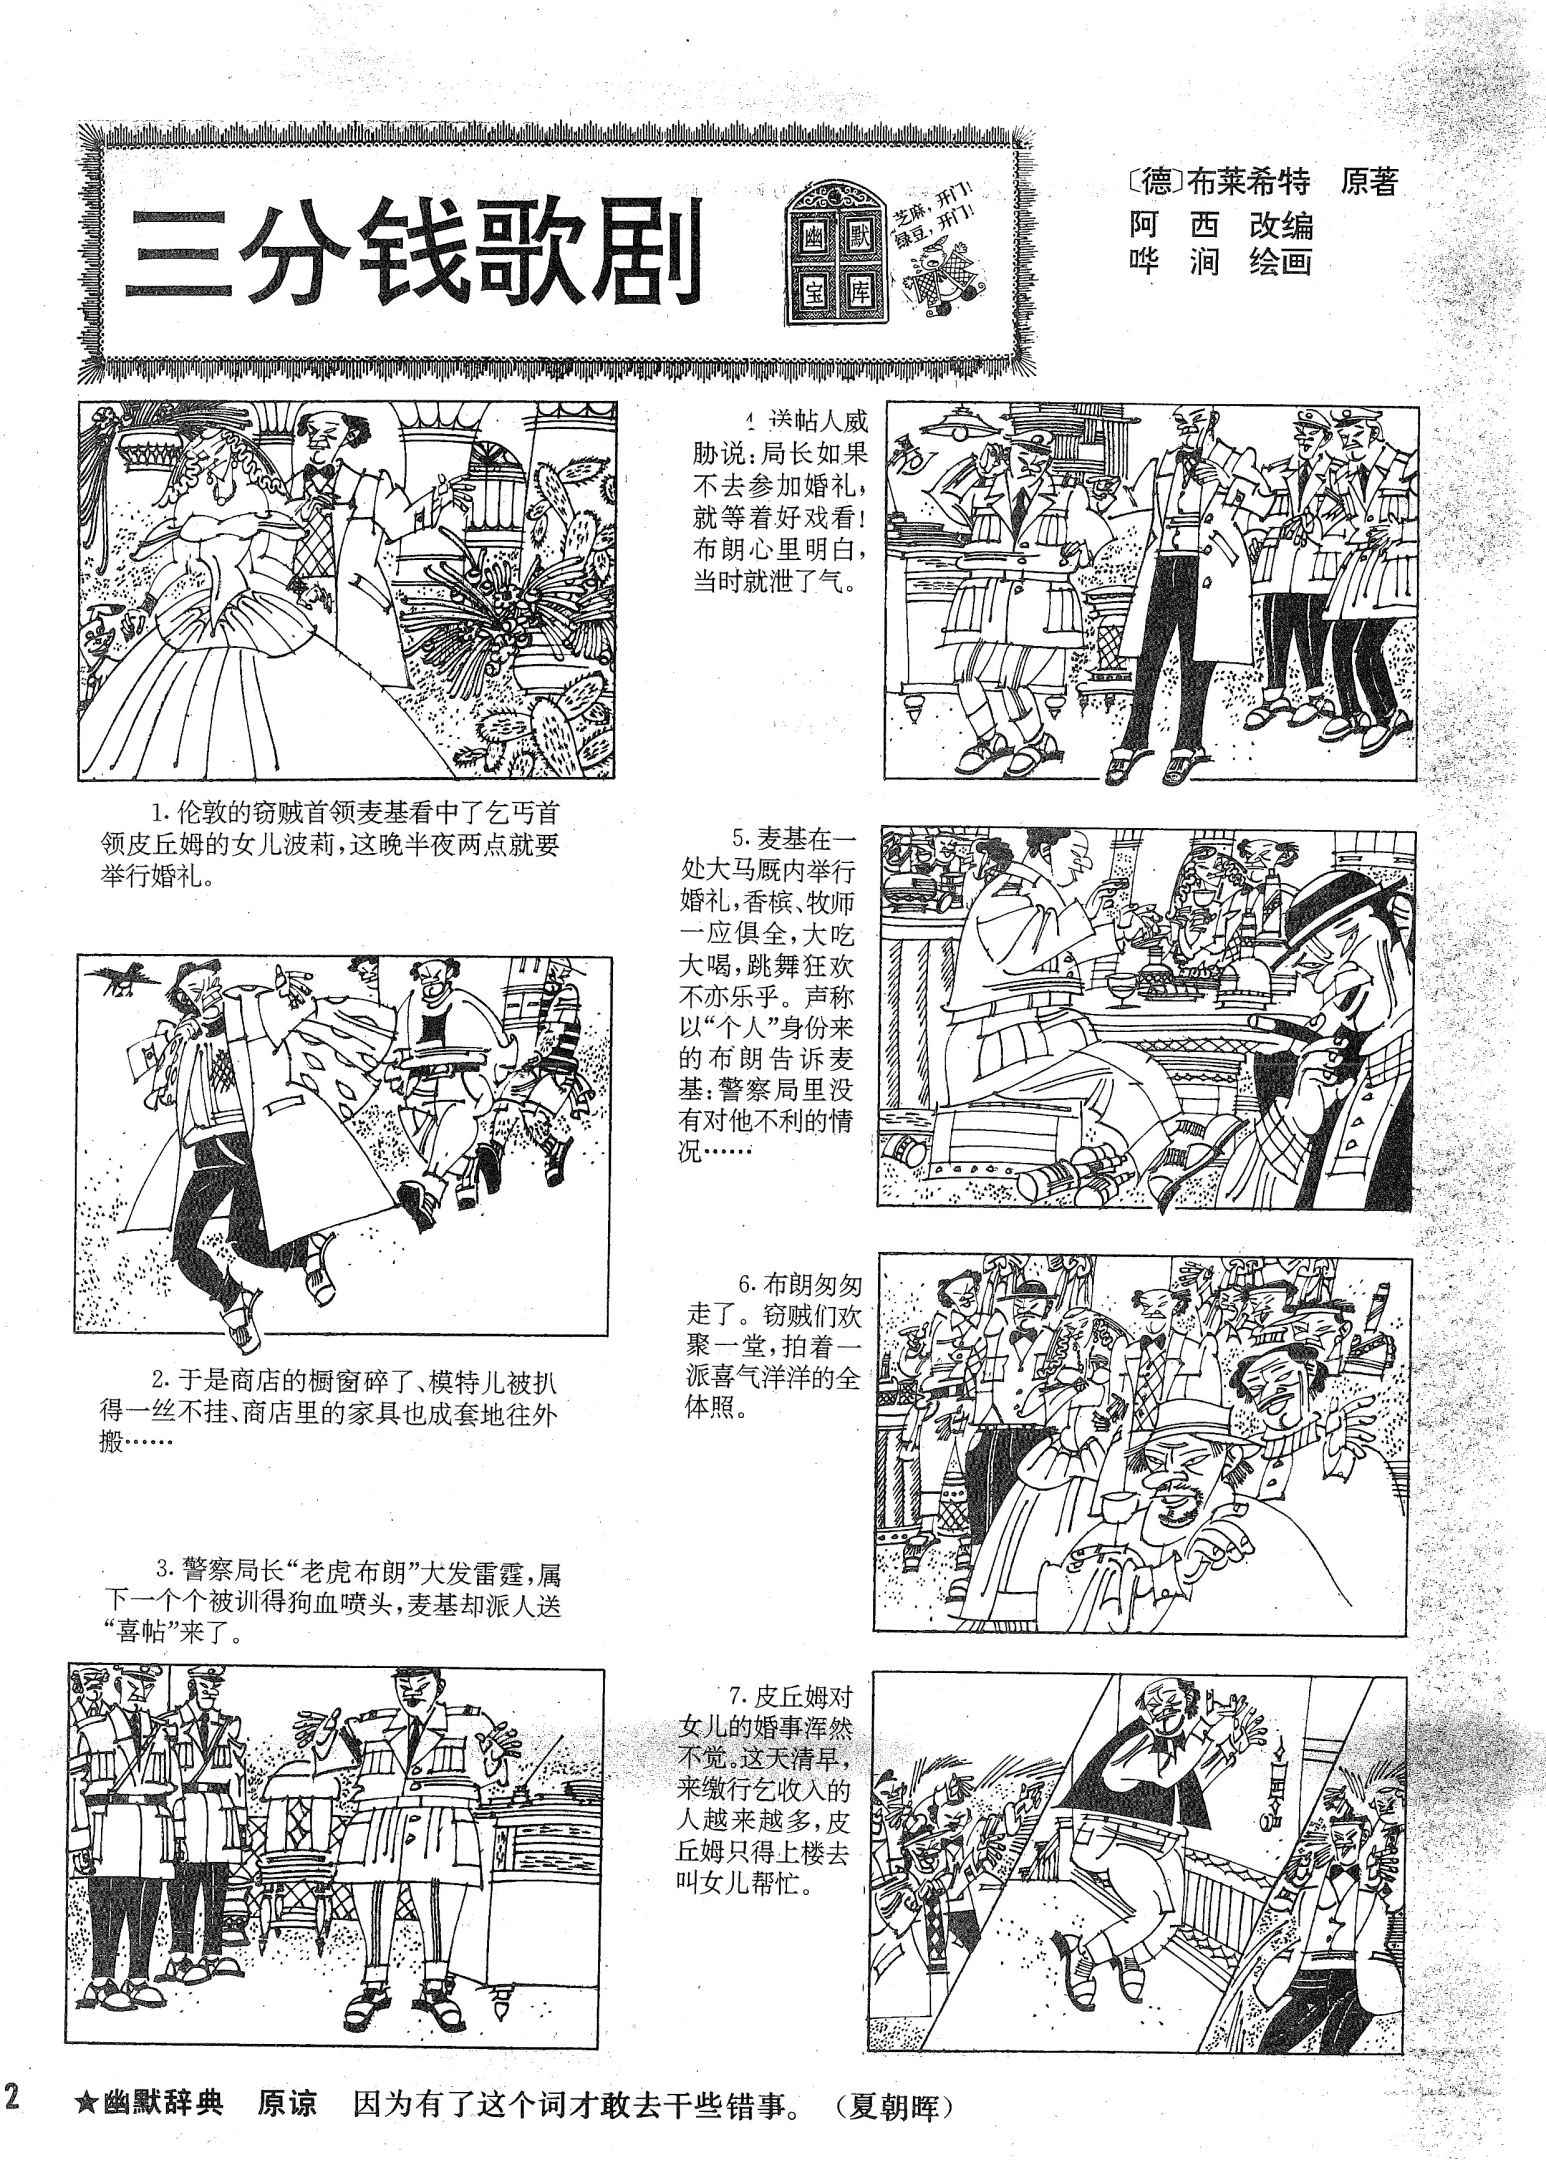 三分钱歌剧
幽默
宝库
芝麻,开门!
绿豆,开门!
〔德〕布莱希特 原著
阿西 改编
哗涧 绘画
1.伦敦的窃贼首领麦基看中了乞丐首
领皮丘姆的女儿波莉,这晚半夜两点就要
举行婚礼。
2.于是商店的橱窗碎了、模特儿被扒
得一丝不挂、商店里的家具也成套地往外
搬……
3.警察局长“老虎布朗”大发雷霆,属
下一个个被训得狗血喷头,麦基却派人送
“喜帖”来了。
4 送帖人威
胁说:局长如果
不去参加婚礼,
就等着好戏看!
布朗心里明白,
当时就泄了气。
5.麦基在一
处大马厩内举行
婚礼,香槟、牧师
一应俱全,大吃
大喝,跳舞狂欢
不亦乐乎。声称
以“个人”身份来
的布朗告诉麦
基:警察局里没
有对他不利的情
况……
6.布朗匆匆
走了。窃贼们欢
聚一堂,拍着一
派喜气洋洋的全
体照。
7.皮丘姆对
女儿的婚事浑然
不觉。这天清早,
来缴行乞收入的
人越来越多,皮
丘姆只得上楼去
叫女儿帮忙。
2
★幽默辞典 原谅 因为有了这个词才敢去干些错事。(夏朝晖)